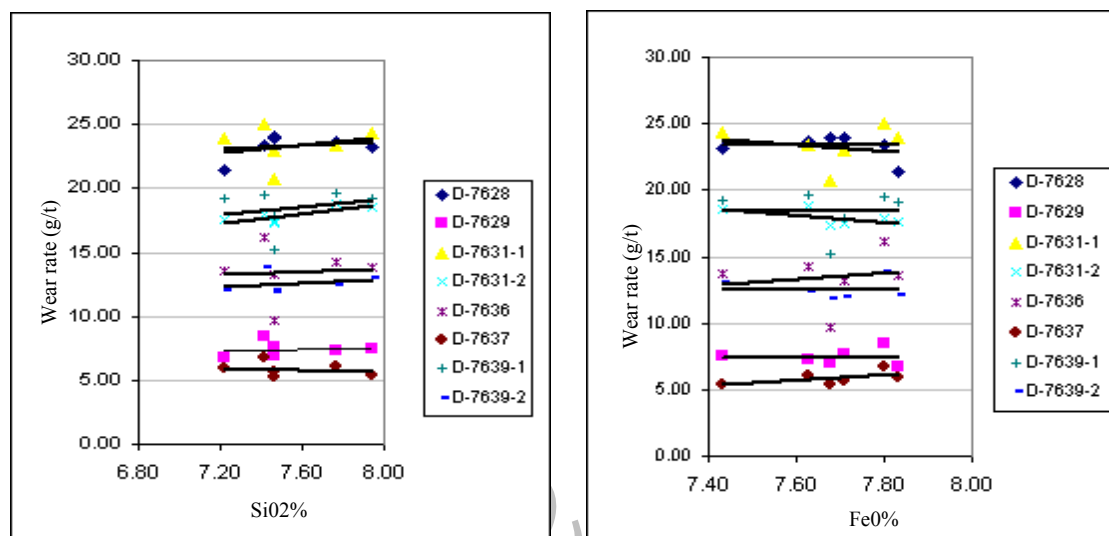 30.00
25.00
20.00
15.00
10.00
5.00
0.00
6.80 7.20 7.60 8.00
Wear rate (g/t)
Si02%
D-7628
D-7629
D-7631-1
D-7631-2
D-7636
D-7637
D-7639-1
D-7639-2
30.00
25.00
20.00
15.00
10.00
5.00
0.00
7.40 7.60 7.80 8.00
Wear rate (g/t)
Fe0%
D-7628
D-7629
D-7631-1
D-7631-2
D-7636
D-7637
D-7639-1
D-7639-2